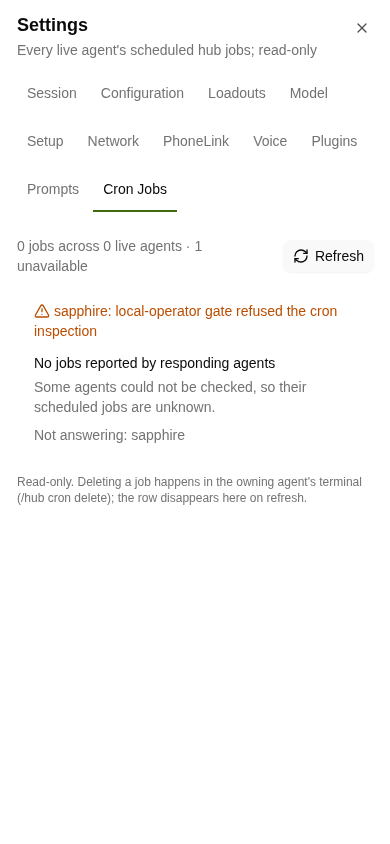 Settings
Every live agent's scheduled hub jobs; read-only
Session Configuration Loadouts Model
Setup Network PhoneLink Voice Plugins
Prompts Cron Jobs
0 jobs across 0 live agents · 1
unavailable
Refresh
sapphire: local-operator gate refused the cron
inspection
No jobs reported by responding agents
Some agents could not be checked, so their
scheduled jobs are unknown.
Not answering: sapphire
Read-only. Deleting a job happens in the owning agent's terminal
(/hub cron delete); the row disappears here on refresh.